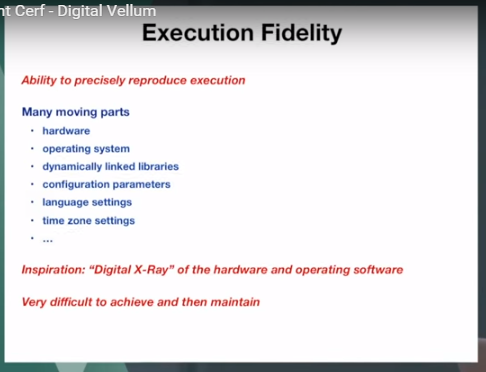 nt Cerf - Digital Vellum
Execution Fidelity
Ability to precisely reproduce execution
Many moving parts
· hardware
· operating system
· dynamically linked libraries
· configuration parameters
· language settings
· time zone settings
· ...
Inspiration: “Digital X-Ray” of the hardware and operating software
Very difficult to achieve and then maintain